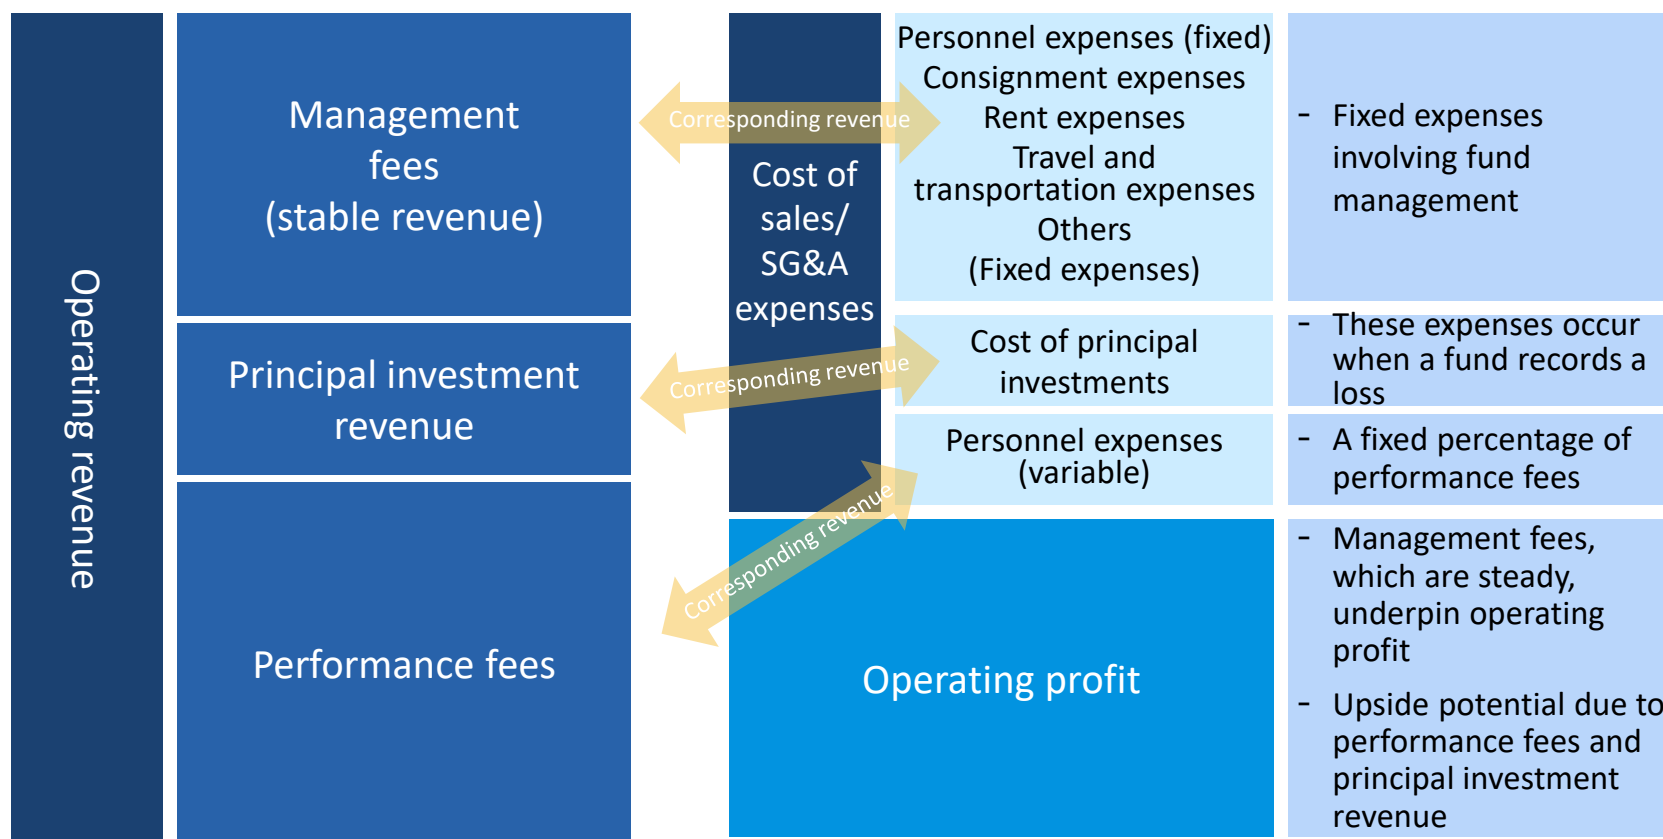 Operating revenue
Management
fees
(stable revenue)
Principal investment
revenue
Performance fees
Corresponding revenue
Corresponding revenue
Corresponding revenue
Cost of
sales/
SG&A
expenses
Personnel expenses (fixed)
Consignment expenses
Rent expenses
Travel and
transportation expenses
Others
(Fixed expenses)
- Fixed expenses
involving fund
management
Cost of principal
investments
- These expenses occur
when a fund records a
loss
Personnel expenses
(variable)
- A fixed percentage of
performance fees
Operating profit
- Management fees,
which are steady,
underpin operating
profit
- Upside potential due to
performance fees and
principal investment
revenue